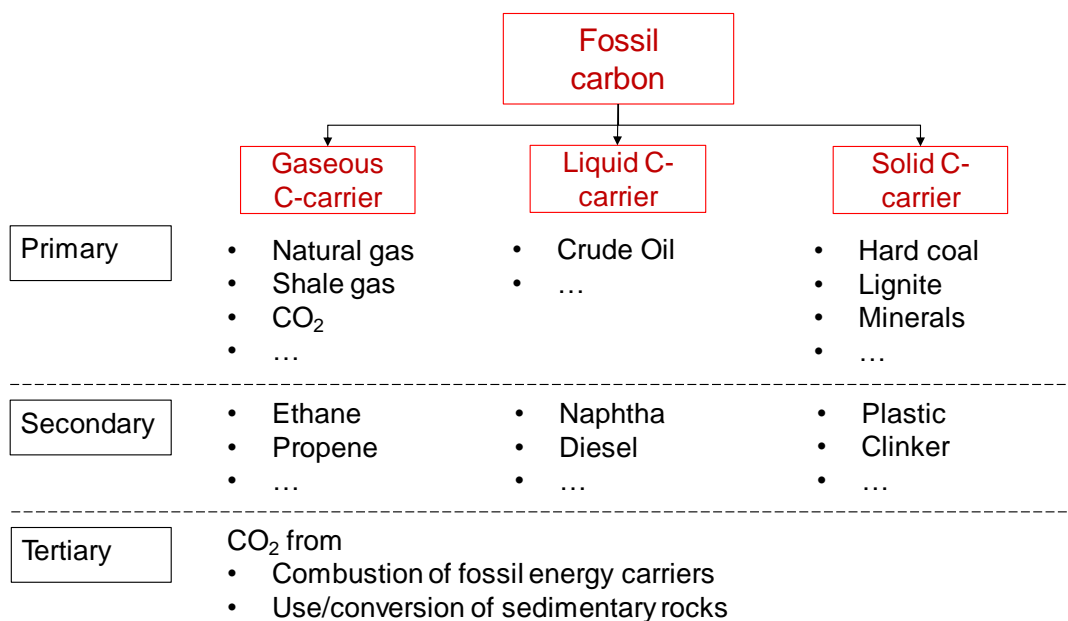 Fossil
carbon
Gaseous
C-carrier
Liquid C-
carrier
Solid C-
carrier
Primary
• Natural gas
• Shale gas
• CO₂
• …
• Crude Oil
• …
• Hard coal
• Lignite
• Minerals
• …
Secondary
• Ethane
• Propene
• …
• Naphtha
• Diesel
• …
• Plastic
• Clinker
• …
Tertiary
CO₂ from
• Combustion of fossil energy carriers
• Use/conversion of sedimentary rocks